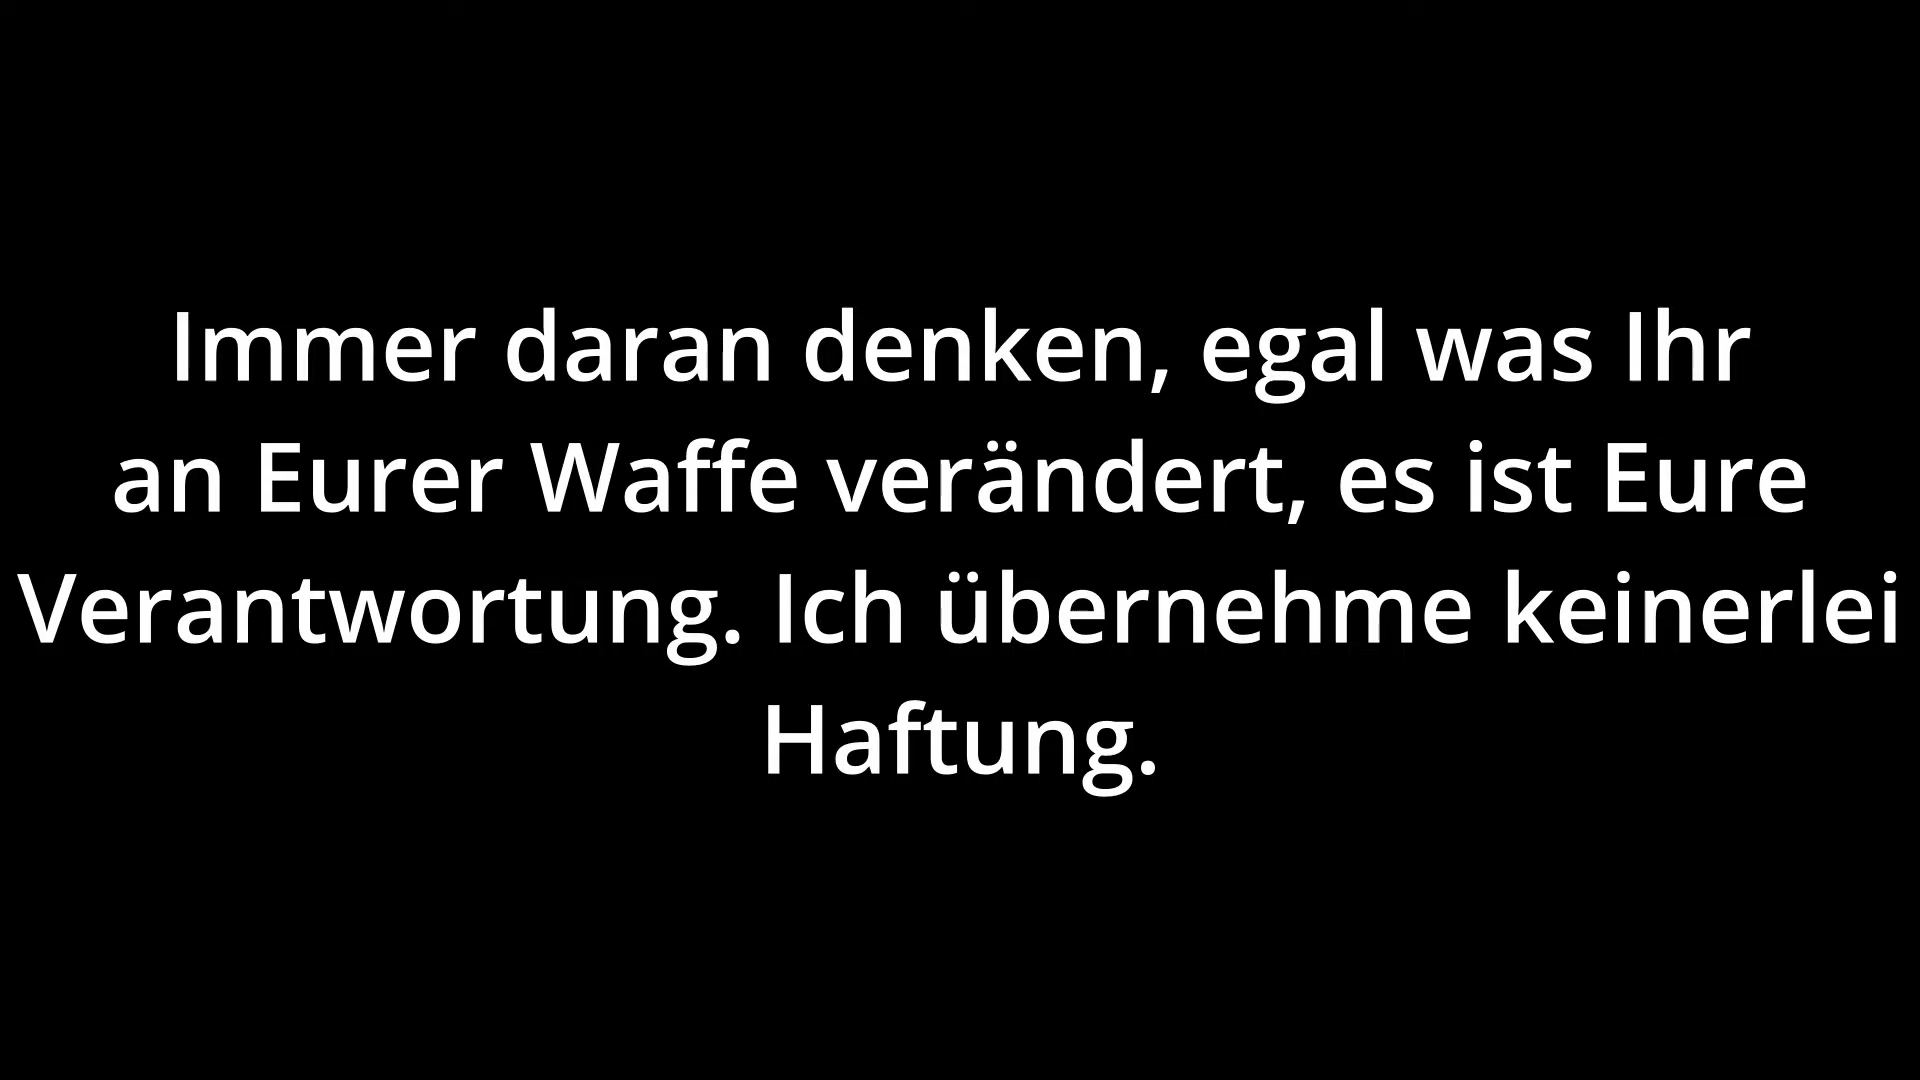 Immer daran denken, egal was Ihr
an Eurer Waffe verändert, es ist Eure
Verantwortung. Ich übernehme keinerlei
Haftung.